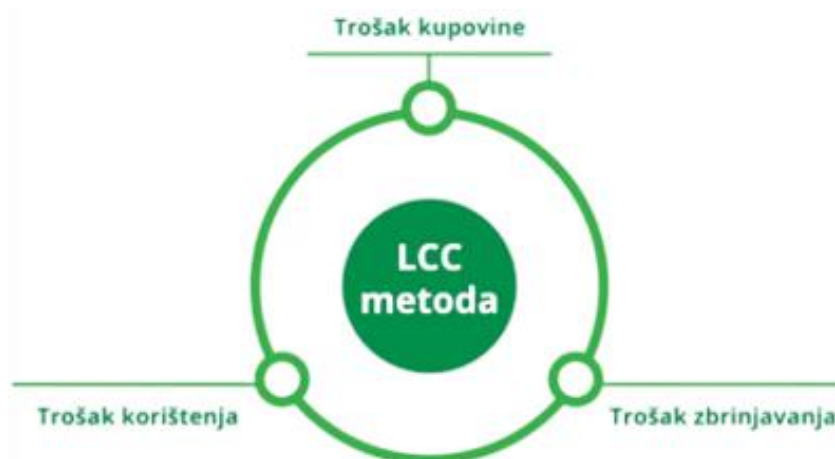 Trošak kupovine
LCC
metoda
Trošak korištenja
Trošak zbrinjavanja